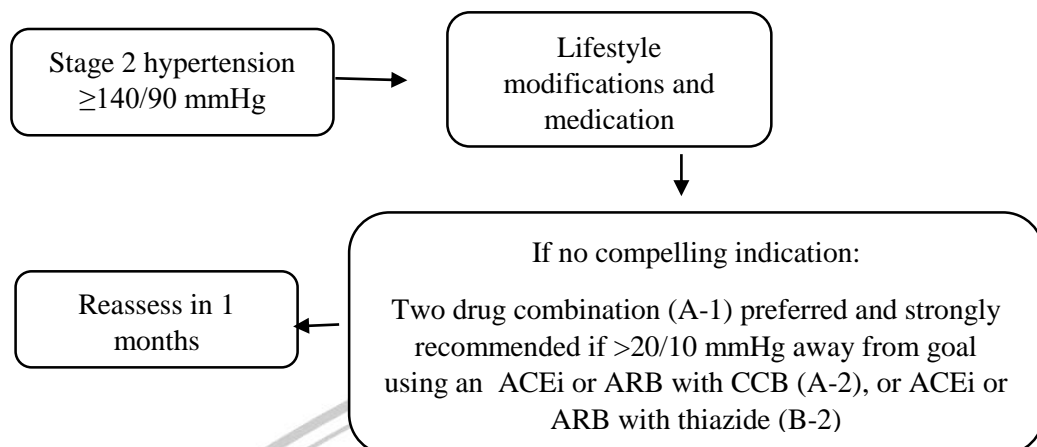 Stage 2 hypertension
≥140/90 mmHg
Lifestyle
modifications and
medication
If no compelling indication:
Two drug combination (A-1) preferred and strongly
recommended if >20/10 mmHg away from goal
using an  ACEi or ARB with CCB (A-2), or ACEi or
ARB with thiazide (B-2)
Reassess in 1
months